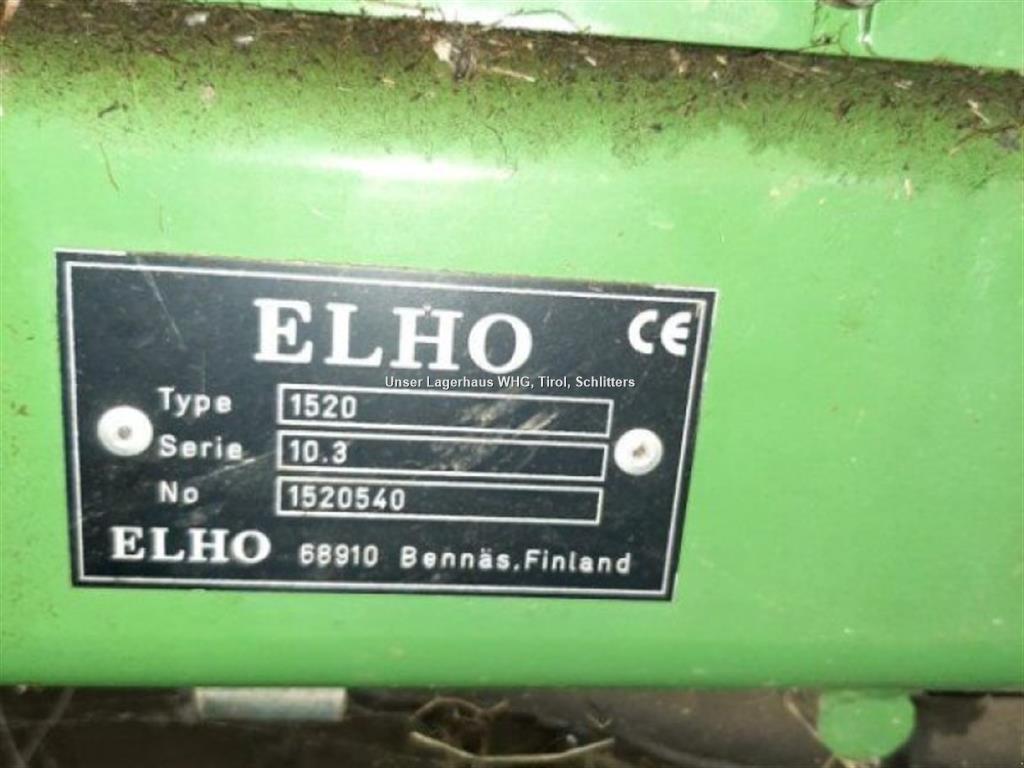 ELHO CE
Unser Lagerhaus WHG, Tirol, Schlitters
Type 1520
Serie 10.3
No 1520540
ELHO 68910 Bennäs.Finland